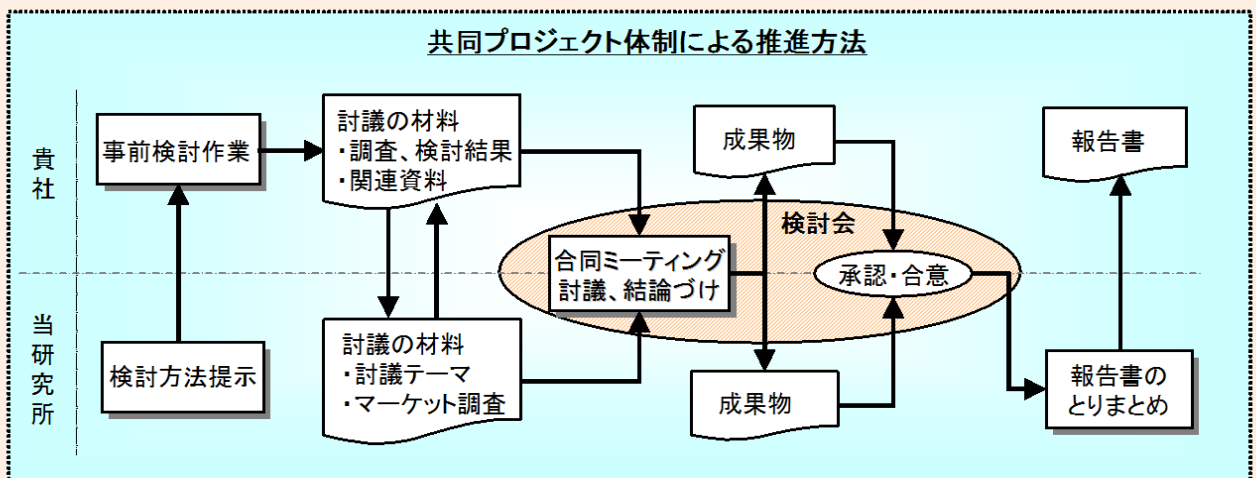 共同プロジェクト体制による推進方法
貴社
事前検討作業
討議の材料
・調査、検討結果
・関連資料
成果物
報告書
検討会
合同ミーティング
討議、結論づけ
承認・合意
当研究所
検討方法提示
討議の材料
・討議テーマ
・マーケット調査
成果物
報告書の
とりまとめ